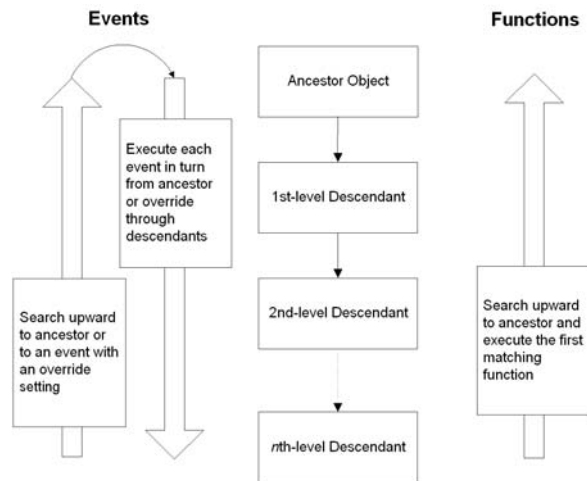 Events
Functions
Ancestor Object
Execute each
event in turn
from ancestor
or override
through
descendants
1st-level Descendant
Search upward
to ancestor or
to an event with
an override
setting
2nd-level Descendant
Search upward
to ancestor and
execute the first
matching
function
nth-level Descendant